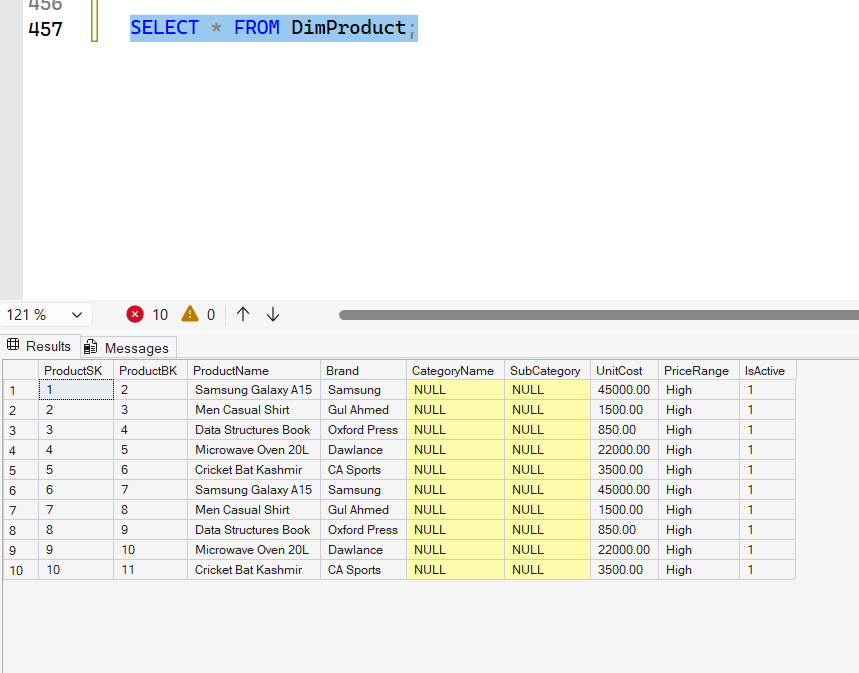 456
457 SELECT * FROM DimProduct;
121 % 10 0
Results Messages
ProductSK ProductBK ProductName Brand CategoryName SubCategory UnitCost PriceRange IsActive
1 1 2 Samsung Galaxy A15 Samsung NULL NULL 45000.00 High 1
2 2 3 Men Casual Shirt Gul Ahmed NULL NULL 1500.00 High 1
3 3 4 Data Structures Book Oxford Press NULL NULL 850.00 High 1
4 4 5 Microwave Oven 20L Dawlance NULL NULL 22000.00 High 1
5 5 6 Cricket Bat Kashmir CA Sports NULL NULL 3500.00 High 1
6 6 7 Samsung Galaxy A15 Samsung NULL NULL 45000.00 High 1
7 7 8 Men Casual Shirt Gul Ahmed NULL NULL 1500.00 High 1
8 8 9 Data Structures Book Oxford Press NULL NULL 850.00 High 1
9 9 10 Microwave Oven 20L Dawlance NULL NULL 22000.00 High 1
10 10 11 Cricket Bat Kashmir CA Sports NULL NULL 3500.00 High 1